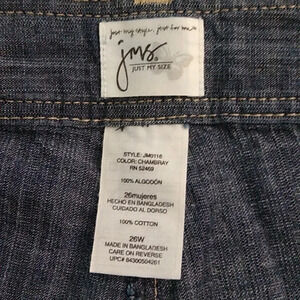 just my style. just for me.
jms
JUST MY SIZE
STYLE: JM0116
COLOR: CHAMBRAY
RN 52469
100% ALGODÓN
26mujeres
HECHO EN BANGLADESH
CUIDADO AL DORSO
100% COTTON
26W
MADE IN BANGLADESH
CARE ON REVERSE
UPC# 84300504261